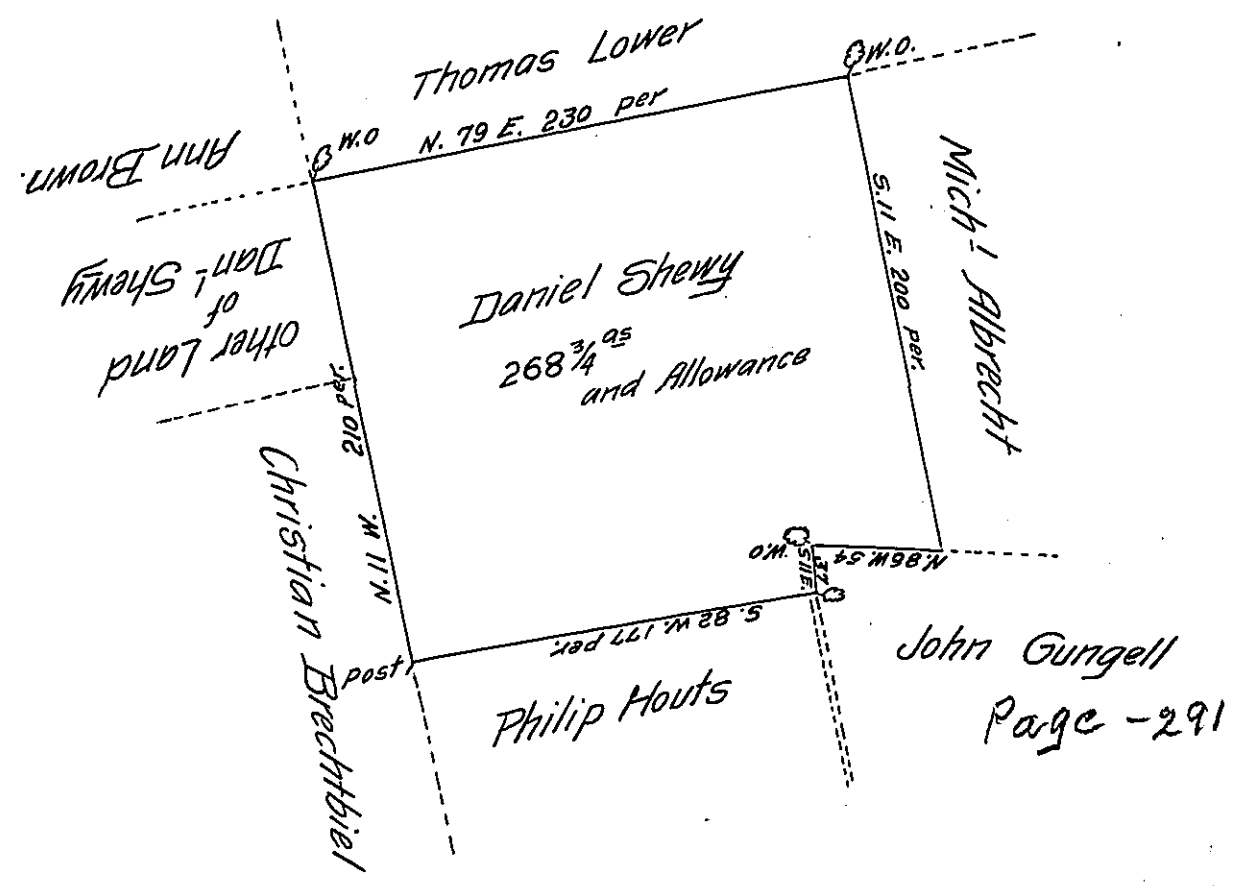 Thomas Lower
W.O.
W.O
N. 79 E. 230 per
Ann Brown.
Mich! Albrecht
S. 11 E. 200 per.
Danl. Shewy
of
other Land
Daniel Shewy
268 3/4 as
and Allowance
N 11 W. 210 per.
Christian Brechtbiel
W.O.
S 11 E.
37
N. 86 W. 54
S. 82 W. 177 per.
Post
Philip Houts
John Gungell
Page - 291